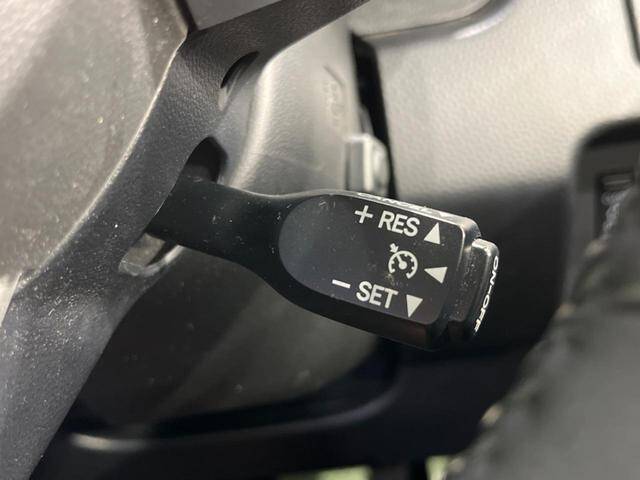 + RES ▲
◀
− SET ▼
ON/OFF